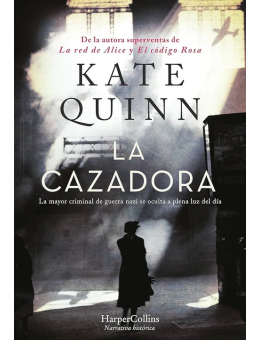 De la autora superventas de
La red de Alice y El código Rosa
KATE
QUINN
LA
CAZADORA
La mayor criminal de guerra nazi se oculta a plena luz del día
HarperCollins
Narrativa histórica